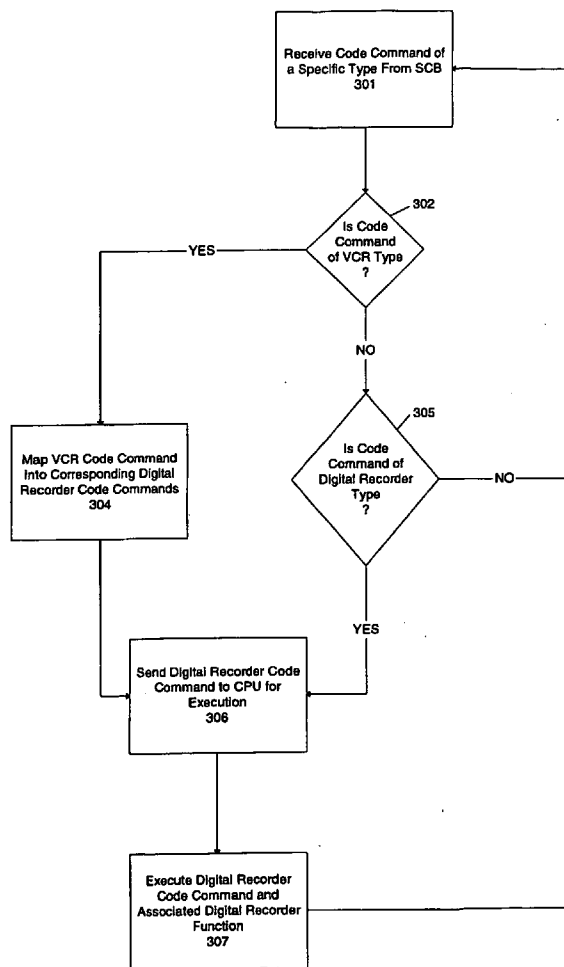 Receive Code Command of
a Specific Type From SCB
301
302
Is Code
Command
of VCR Type
?
YES
NO
305
Map VCR Code Command
Into Corresponding Digital
Recorder Code Commands
304
Is Code
Command of
Digital Recorder
Type
?
NO
YES
Send Digital Recorder Code
Command to CPU for
Execution
306
Execute Digital Recorder
Code Command and
Associated Digital Recorder
Function
307